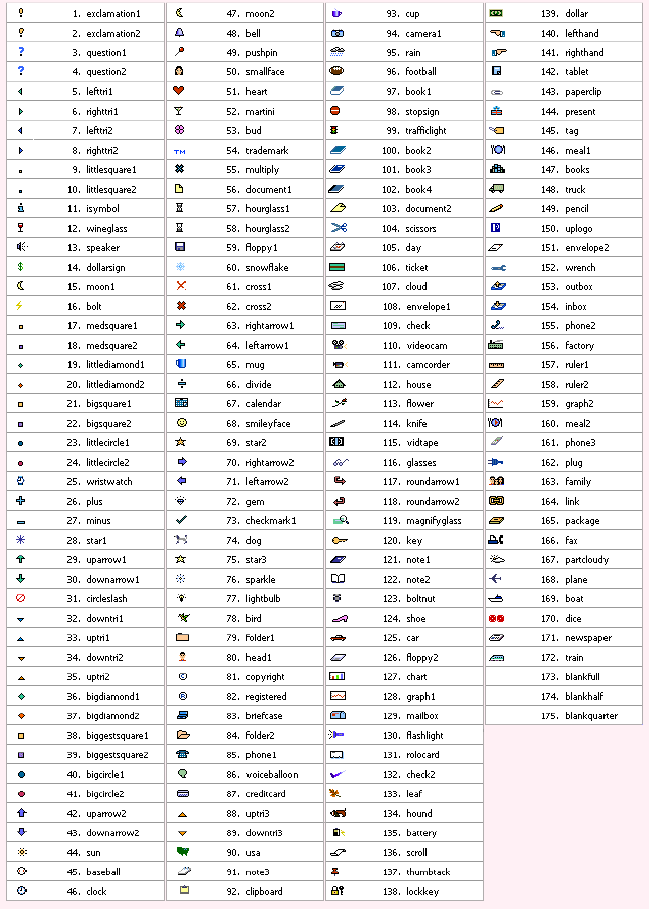 1. exclamation1
2. exclamation2
3. question1
4. question2
5. lefttri1
6. righttri1
7. lefttri2
8. righttri2
9. littlesquare1
10. littlesquare2
11. isymbol
12. wineglass
13. speaker
14. dollarsign
15. moon1
16. bolt
17. medsquare1
18. medsquare2
19. littlediamond1
20. littlediamond2
21. bigsquare1
22. bigsquare2
23. littlecircle1
24. littlecircle2
25. wristwatch
26. plus
27. minus
28. star1
29. uparrow1
30. downarrow1
31. circleslash
32. downtri1
33. uptri1
34. downtri2
35. uptri2
36. bigdiamond1
37. bigdiamond2
38. biggestsquare1
39. biggestsquare2
40. bigcircle1
41. bigcircle2
42. uparrow2
43. downarrow2
44. sun
45. baseball
46. clock
47. moon2
48. bell
49. pushpin
50. smallface
51. heart
52. martini
53. bud
TM 54. trademark
55. multiply
56. document1
57. hourglass1
58. hourglass2
59. floppy1
60. snowflake
61. cross1
62. cross2
63. rightarrow1
64. leftarrow1
65. mug
66. divide
67. calendar
68. smileyface
69. star2
70. rightarrow2
71. leftarrow2
72. gem
73. checkmark1
74. dog
75. star3
76. sparkle
77. lightbulb
78. bird
79. folder1
80. head1
81. copyright
82. registered
83. briefcase
84. folder2
85. phone1
86. voiceballoon
87. creditcard
88. uptri3
89. downtri3
90. usa
91. note3
92. clipboard
93. cup
94. camera1
95. rain
96. football
97. book1
98. stopsign
99. trafficlight
100. book2
101. book3
102. book4
103. document2
104. scissors
105. day
106. ticket
107. cloud
108. envelope1
109. check
110. videocam
111. camcorder
112. house
113. flower
114. knife
115. vidtape
116. glasses
117. roundarrow1
118. roundarrow2
119. magnifyglass
120. key
121. note1
122. note2
123. boltnut
124. shoe
125. car
126. floppy2
127. chart
128. graph1
129. mailbox
130. flashlight
131. rolocard
132. check2
133. leaf
134. hound
135. battery
136. scroll
137. thumbtack
138. lockkey
139. dollar
140. lefthand
141. righthand
142. tablet
143. paperclip
144. present
145. tag
146. meal1
147. books
148. truck
149. pencil
P 150. uplogo
151. envelope2
152. wrench
153. outbox
154. inbox
155. phone2
156. factory
157. ruler1
158. ruler2
159. graph2
160. meal2
161. phone3
162. plug
163. family
164. link
165. package
166. fax
167. partcloudy
168. plane
169. boat
170. dice
171. newspaper
172. train
173. blankfull
174. blankhalf
175. blankquarter